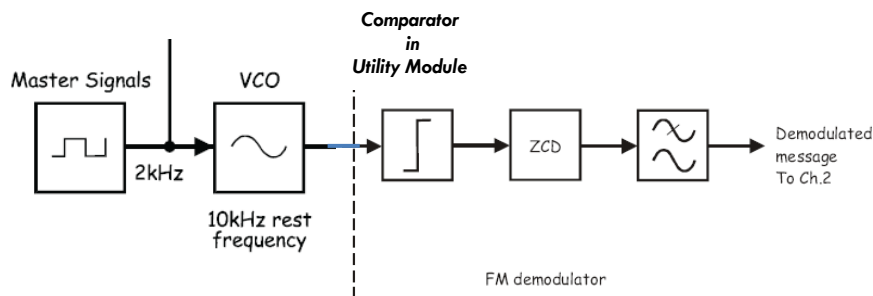 Comparator
in
Utility Module
Master Signals
VCO
2kHz
10kHz rest
frequency
ZCD
Demodulated
message
To Ch.2
FM demodulator